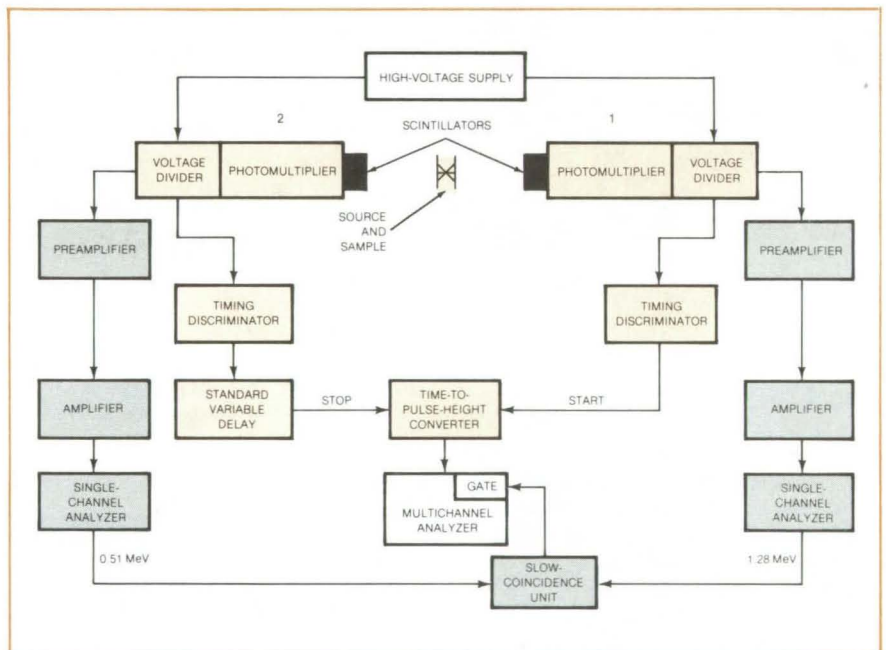 HIGH-VOLTAGE SUPPLY
2
SCINTILLATORS
1
VOLTAGE
DIVIDER
PHOTOMULTIPLIER
PHOTOMULTIPLIER
VOLTAGE
DIVIDER
SOURCE
AND
SAMPLE
PREAMPLIFIER
PREAMPLIFIER
TIMING
DISCRIMINATOR
TIMING
DISCRIMINATOR
AMPLIFIER
STANDARD
VARIABLE
DELAY
STOP
TIME-TO-
PULSE-HEIGHT
CONVERTER
START
AMPLIFIER
SINGLE-
CHANNEL
ANALYZER
GATE
MULTICHANNEL
ANALYZER
SINGLE-
CHANNEL
ANALYZER
0.51 MeV
SLOW-
COINCIDENCE
UNIT
1.28 MeV